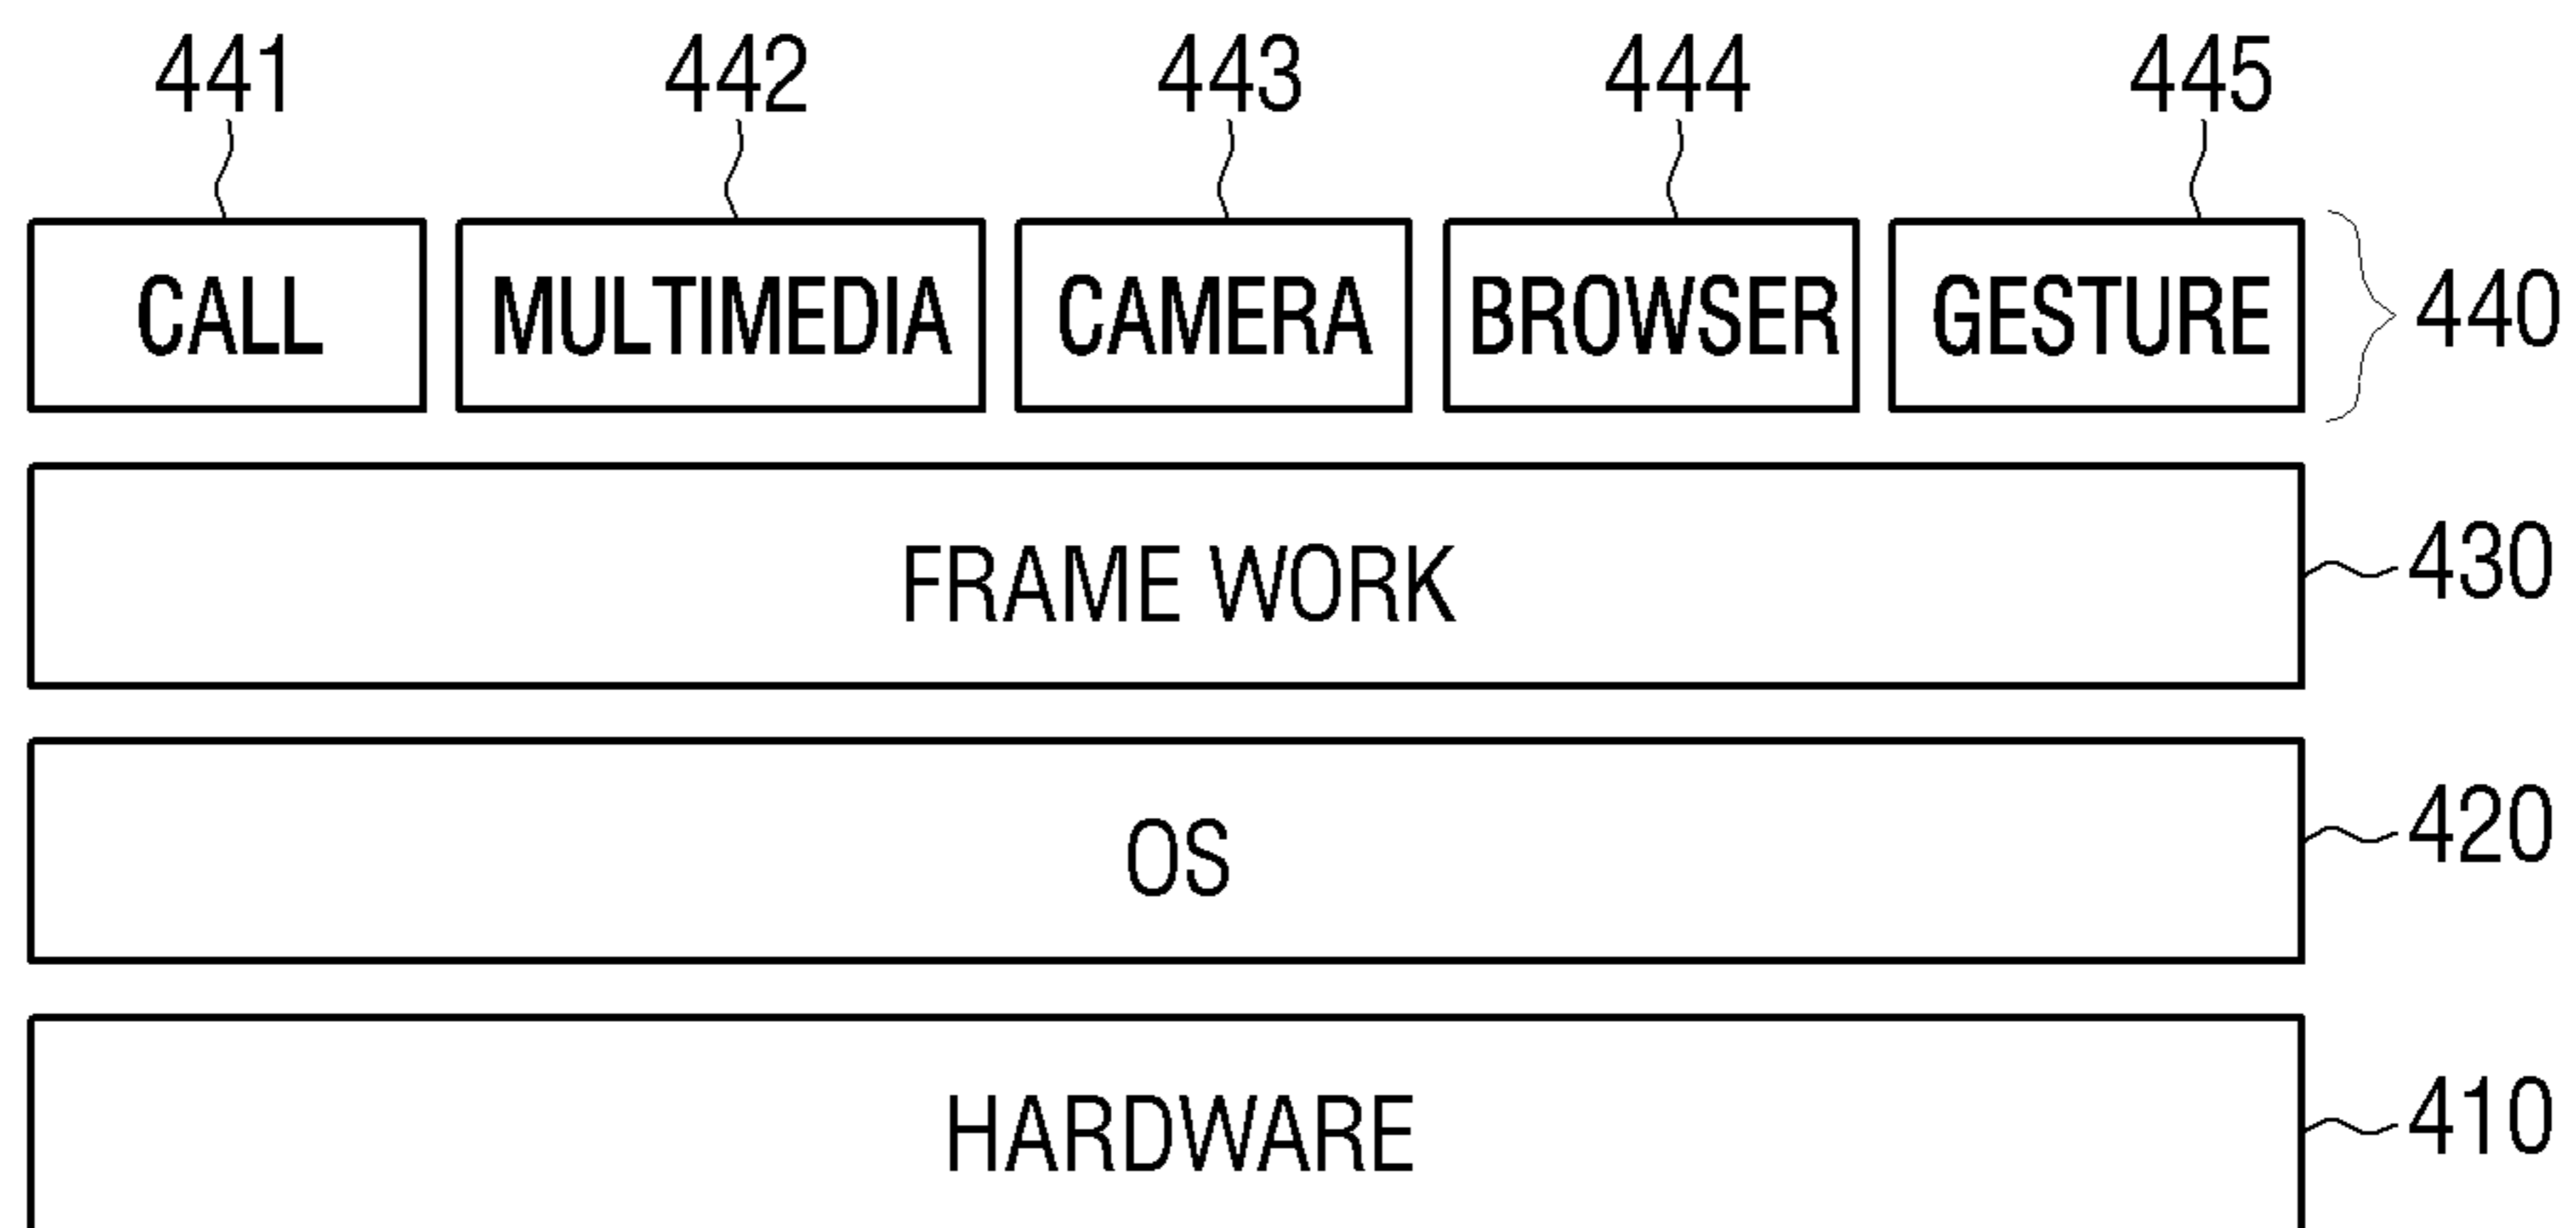 441 442 443 444 445
CALL MULTIMEDIA CAMERA BROWSER GESTURE 440
FRAME WORK 430
OS 420
HARDWARE 410